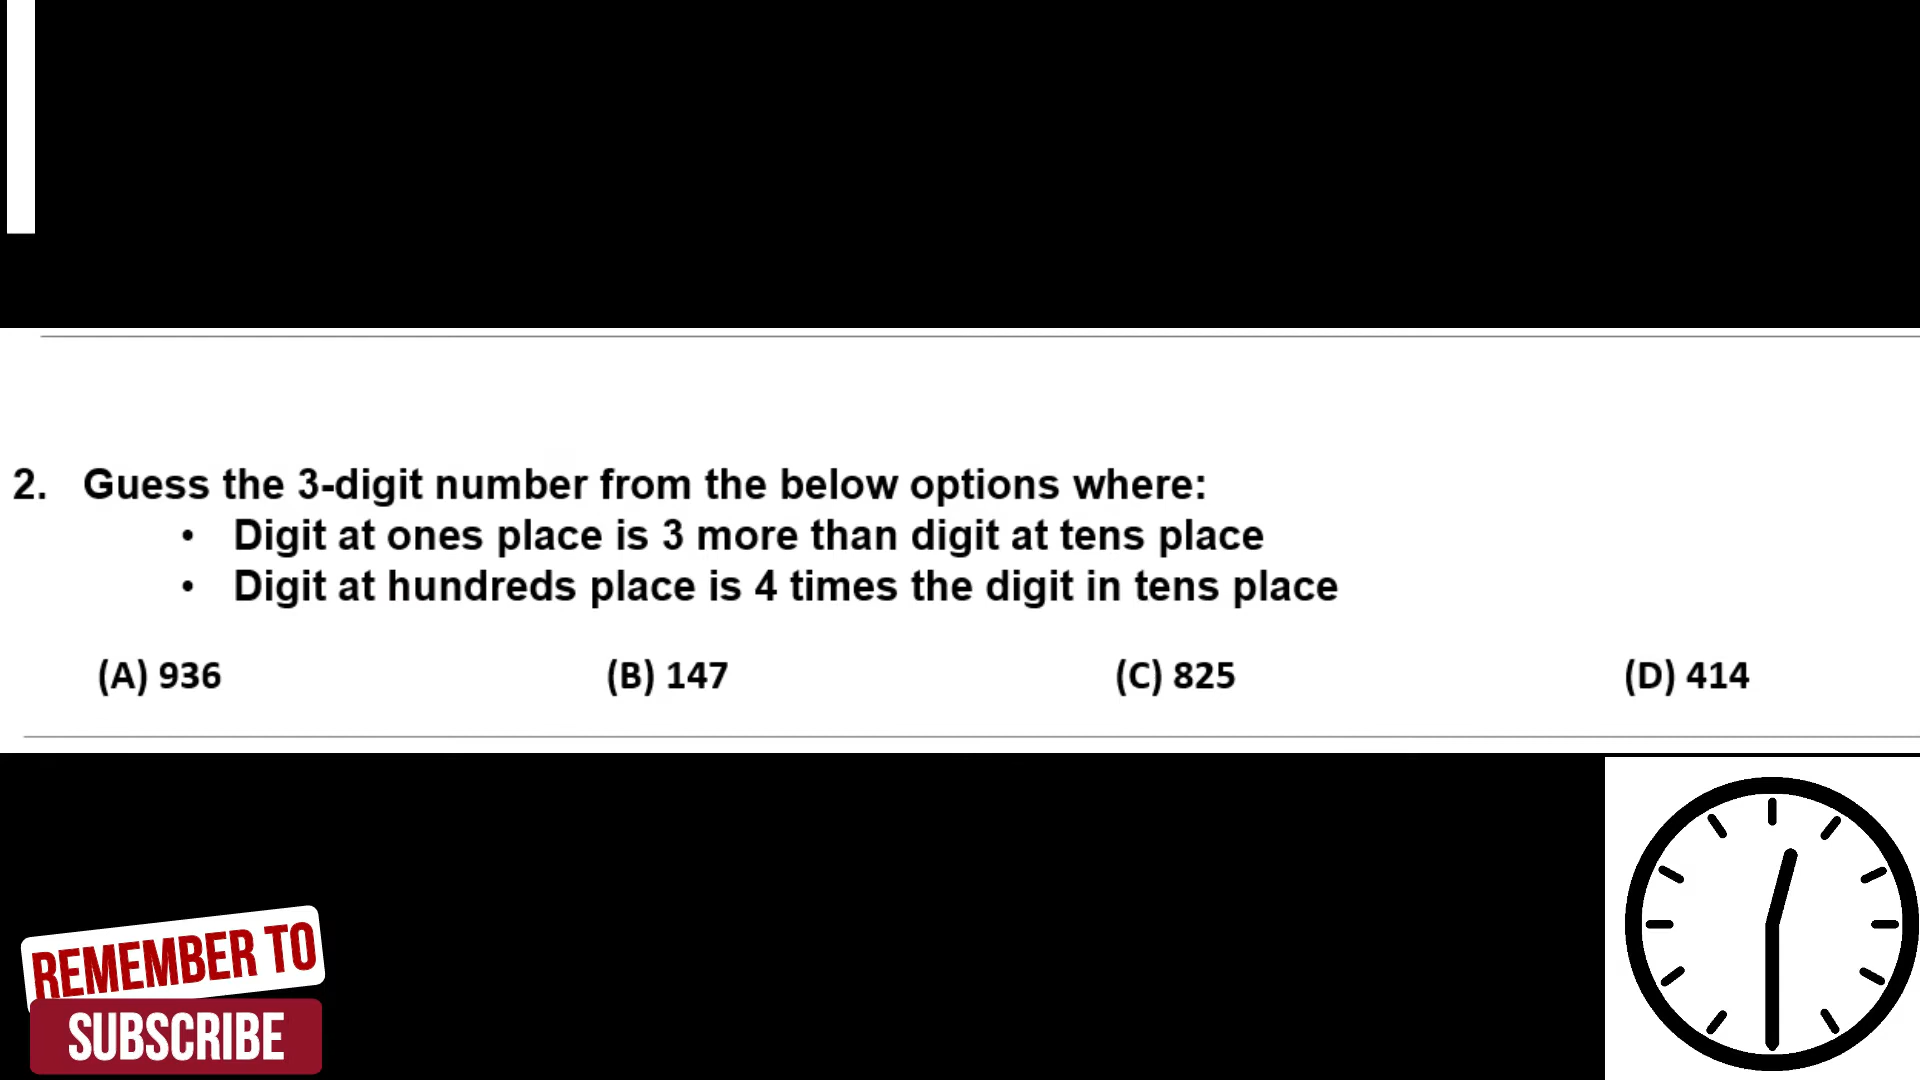 2. Guess the 3-digit number from the below options where:
• Digit at ones place is 3 more than digit at tens place
• Digit at hundreds place is 4 times the digit in tens place
(A) 936 (B) 147 (C) 825 (D) 414
REMEMBER TO
SUBSCRIBE